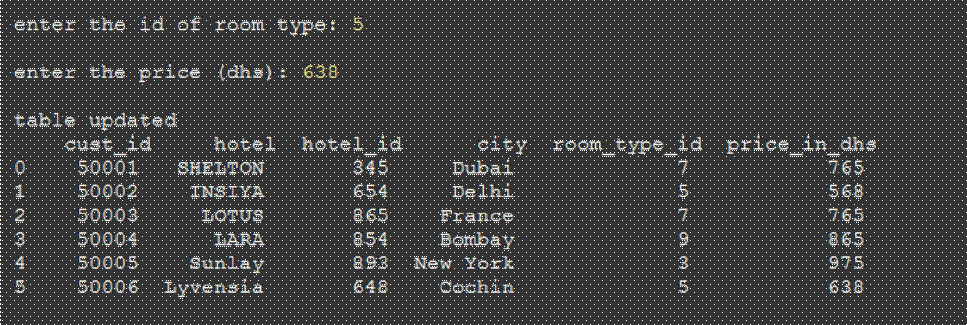 enter the id of room type: 5
enter the price (dhs): 638
table updated
cust_id hotel hotel_id city room_type_id price_in_dhs
0 50001 SHELTON 345 Dubai 7 765
1 50002 INSIYA 654 Delhi 5 568
2 50003 LOTUS 865 France 7 765
3 50004 LARA 854 Bombay 9 865
4 50005 Sunlay 893 New York 3 975
5 50006 Lyvensia 648 Cochin 5 638